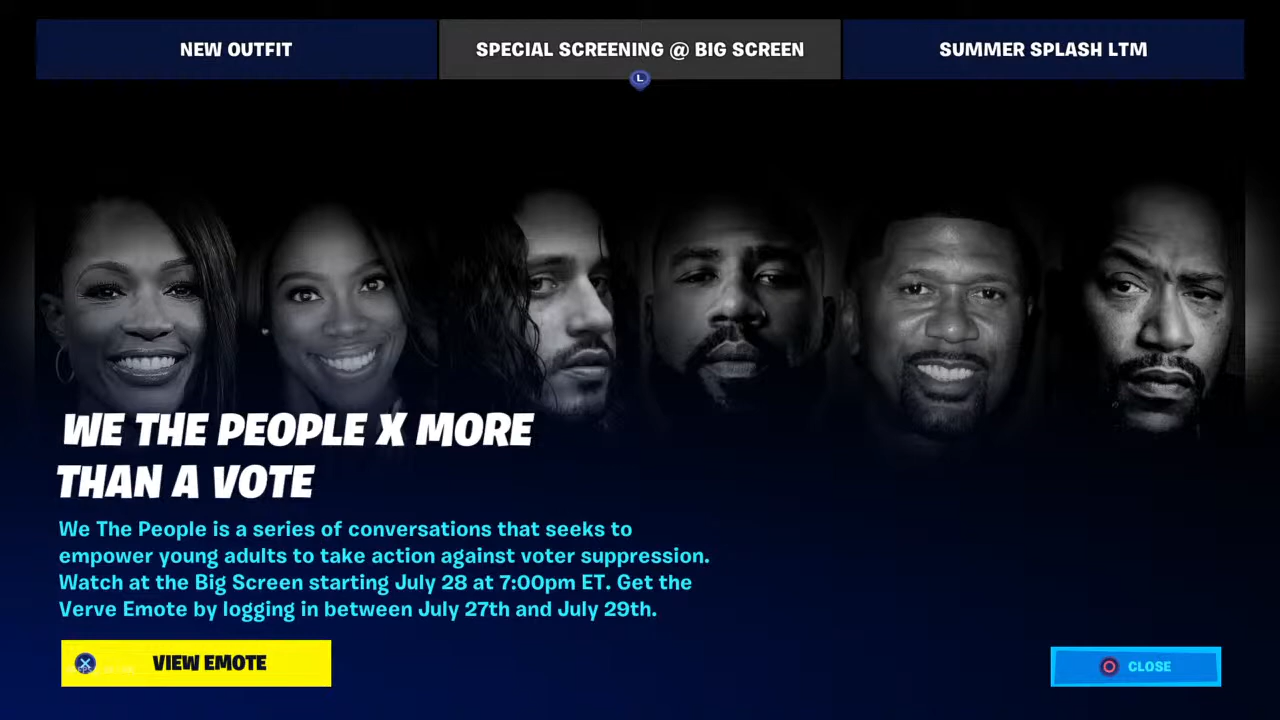 NEW OUTFIT
SPECIAL SCREENING @ BIG SCREEN
SUMMER SPLASH LTM
L
WE THE PEOPLE X MORE
THAN A VOTE
We The People is a series of conversations that seeks to
empower young adults to take action against voter suppression.
Watch at the Big Screen starting July 28 at 7:00pm ET. Get the
Verve Emote by logging in between July 27th and July 29th.
VIEW EMOTE
CLOSE